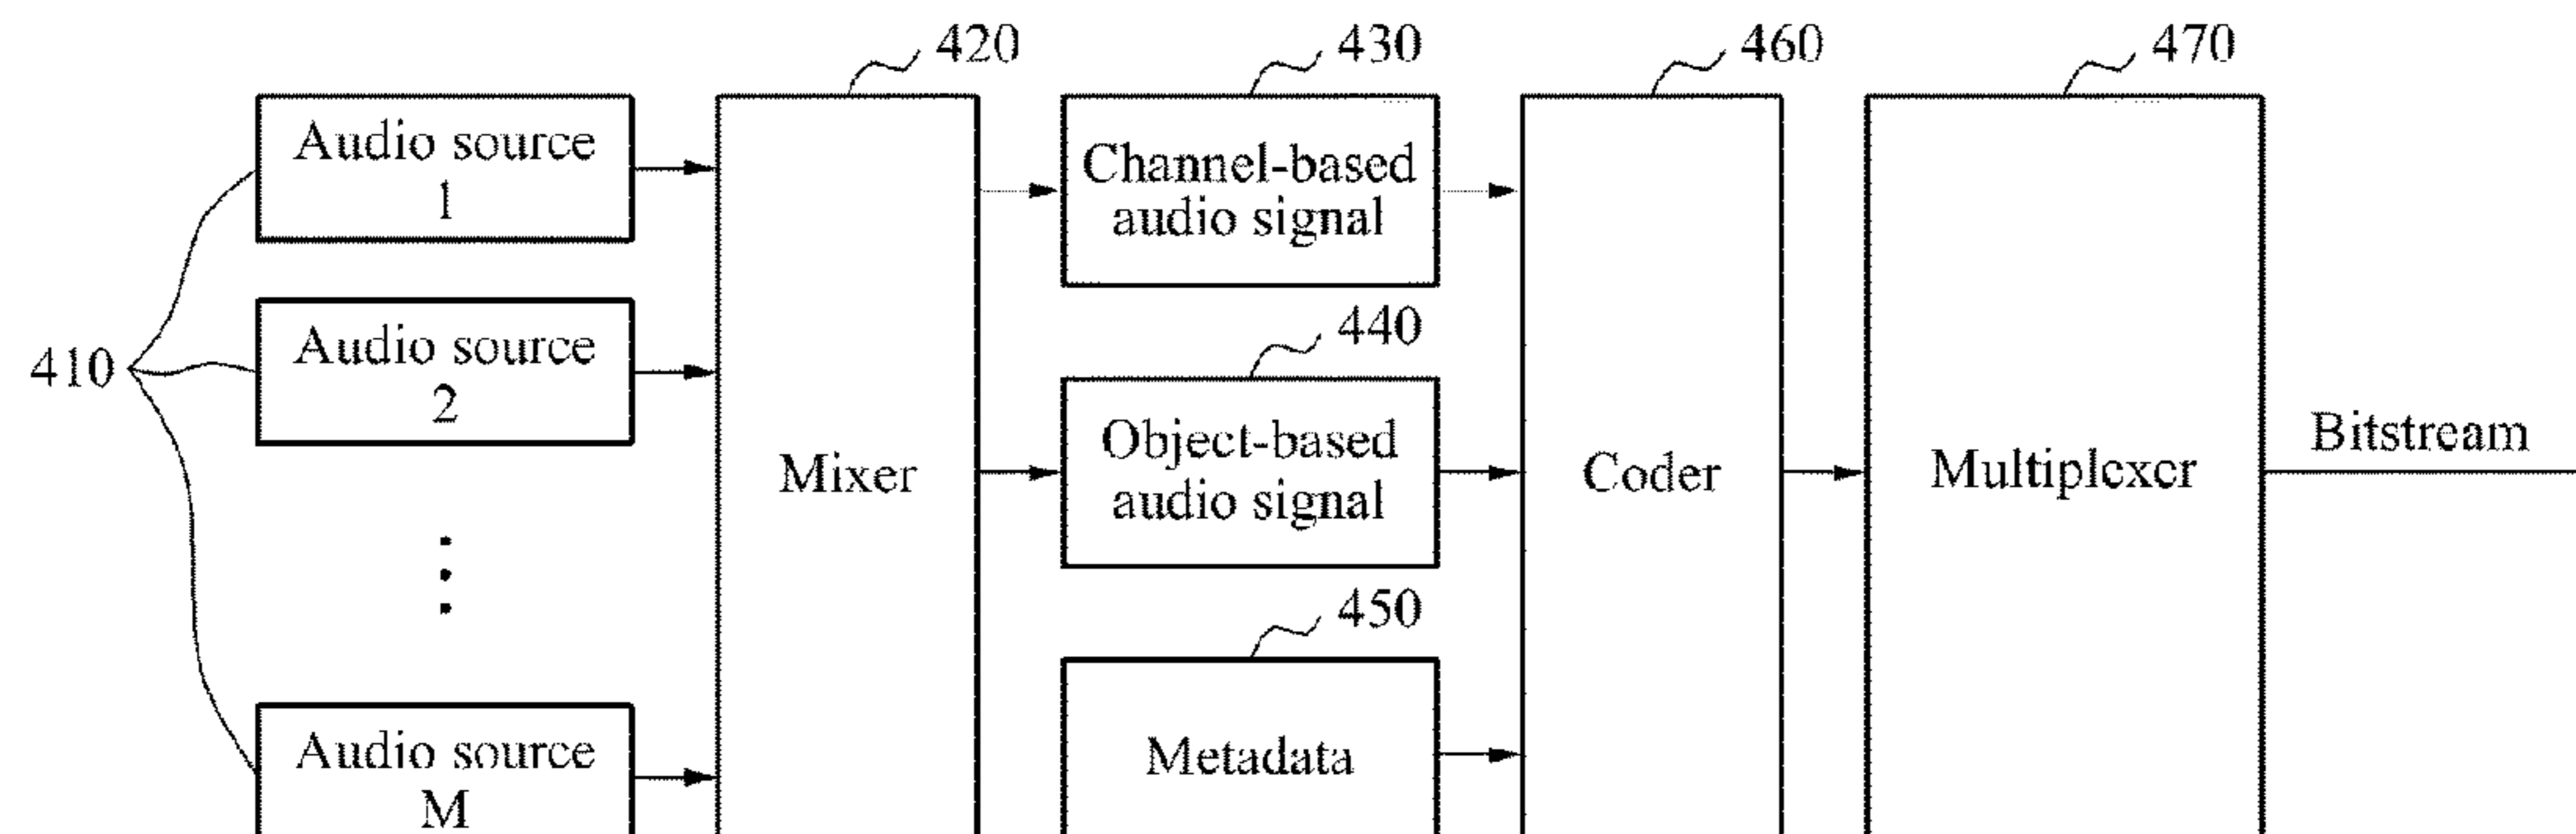 420
430
460
470
Audio source
1
Channel-based
audio signal
440
410
Audio source
2
Mixer
Object-based
audio signal
Coder
Multiplexer
Bitstream
450
Audio source
M
Metadata